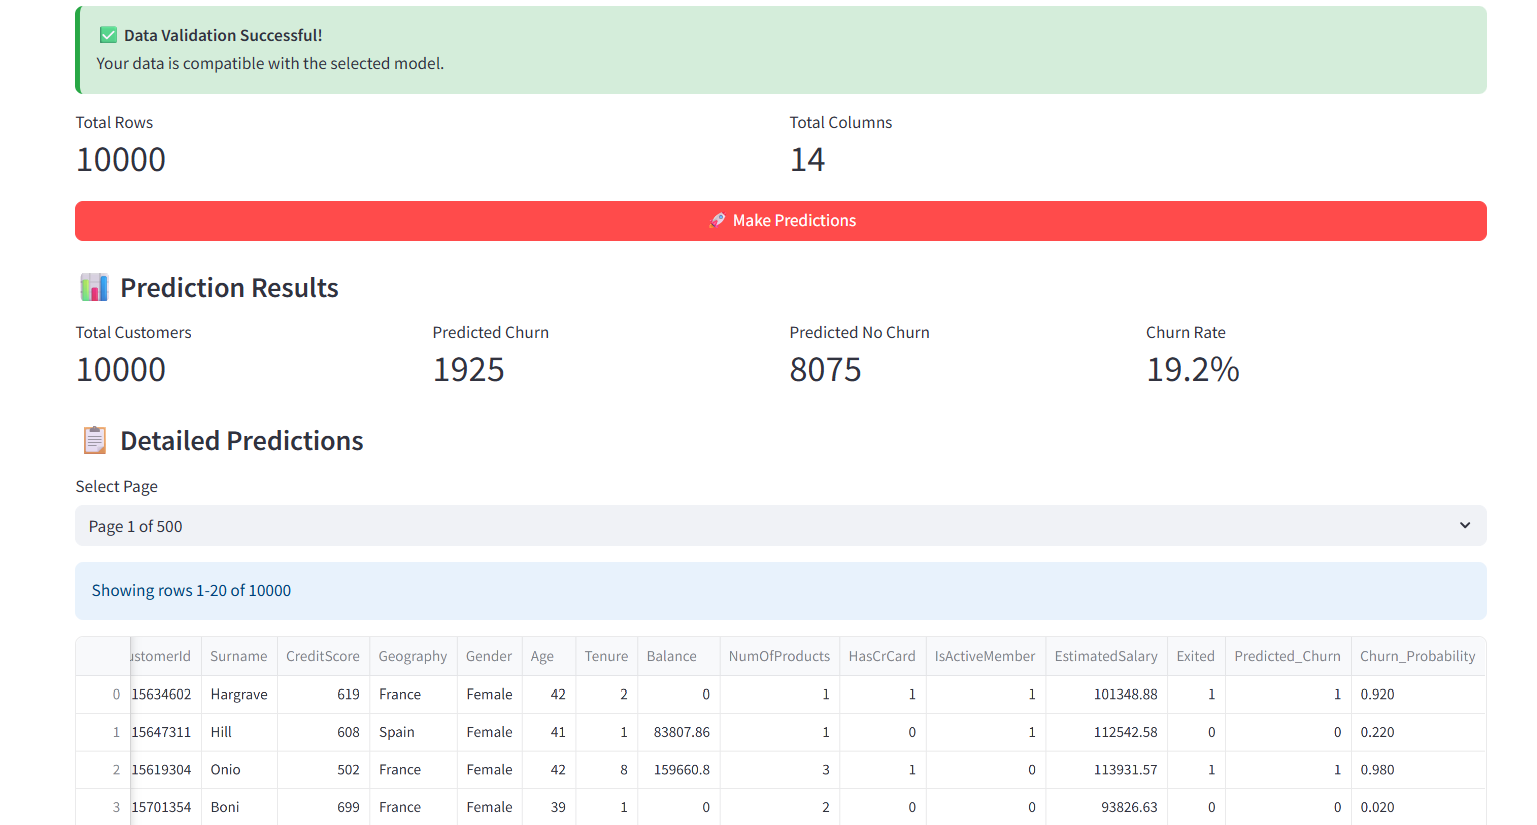 ✅ Data Validation Successful!
Your data is compatible with the selected model.
Total Rows Total Columns
10000 14
🚀 Make Predictions
📊 Prediction Results
Total Customers Predicted Churn Predicted No Churn Churn Rate
10000 1925 8075 19.2%
📋 Detailed Predictions
Select Page
Page 1 of 500
Showing rows 1-20 of 10000
ustomerId Surname CreditScore Geography Gender Age Tenure Balance NumOfProducts HasCrCard IsActiveMember EstimatedSalary Exited Predicted_Churn Churn_Probability
0 15634602 Hargrave 619 France Female 42 2 0 1 1 1 101348.88 1 1 0.920
1 15647311 Hill 608 Spain Female 41 1 83807.86 1 0 1 112542.58 0 0 0.220
2 15619304 Onio 502 France Female 42 8 159660.8 3 1 0 113931.57 1 1 0.980
3 15701354 Boni 699 France Female 39 1 0 2 0 0 93826.63 0 0 0.020